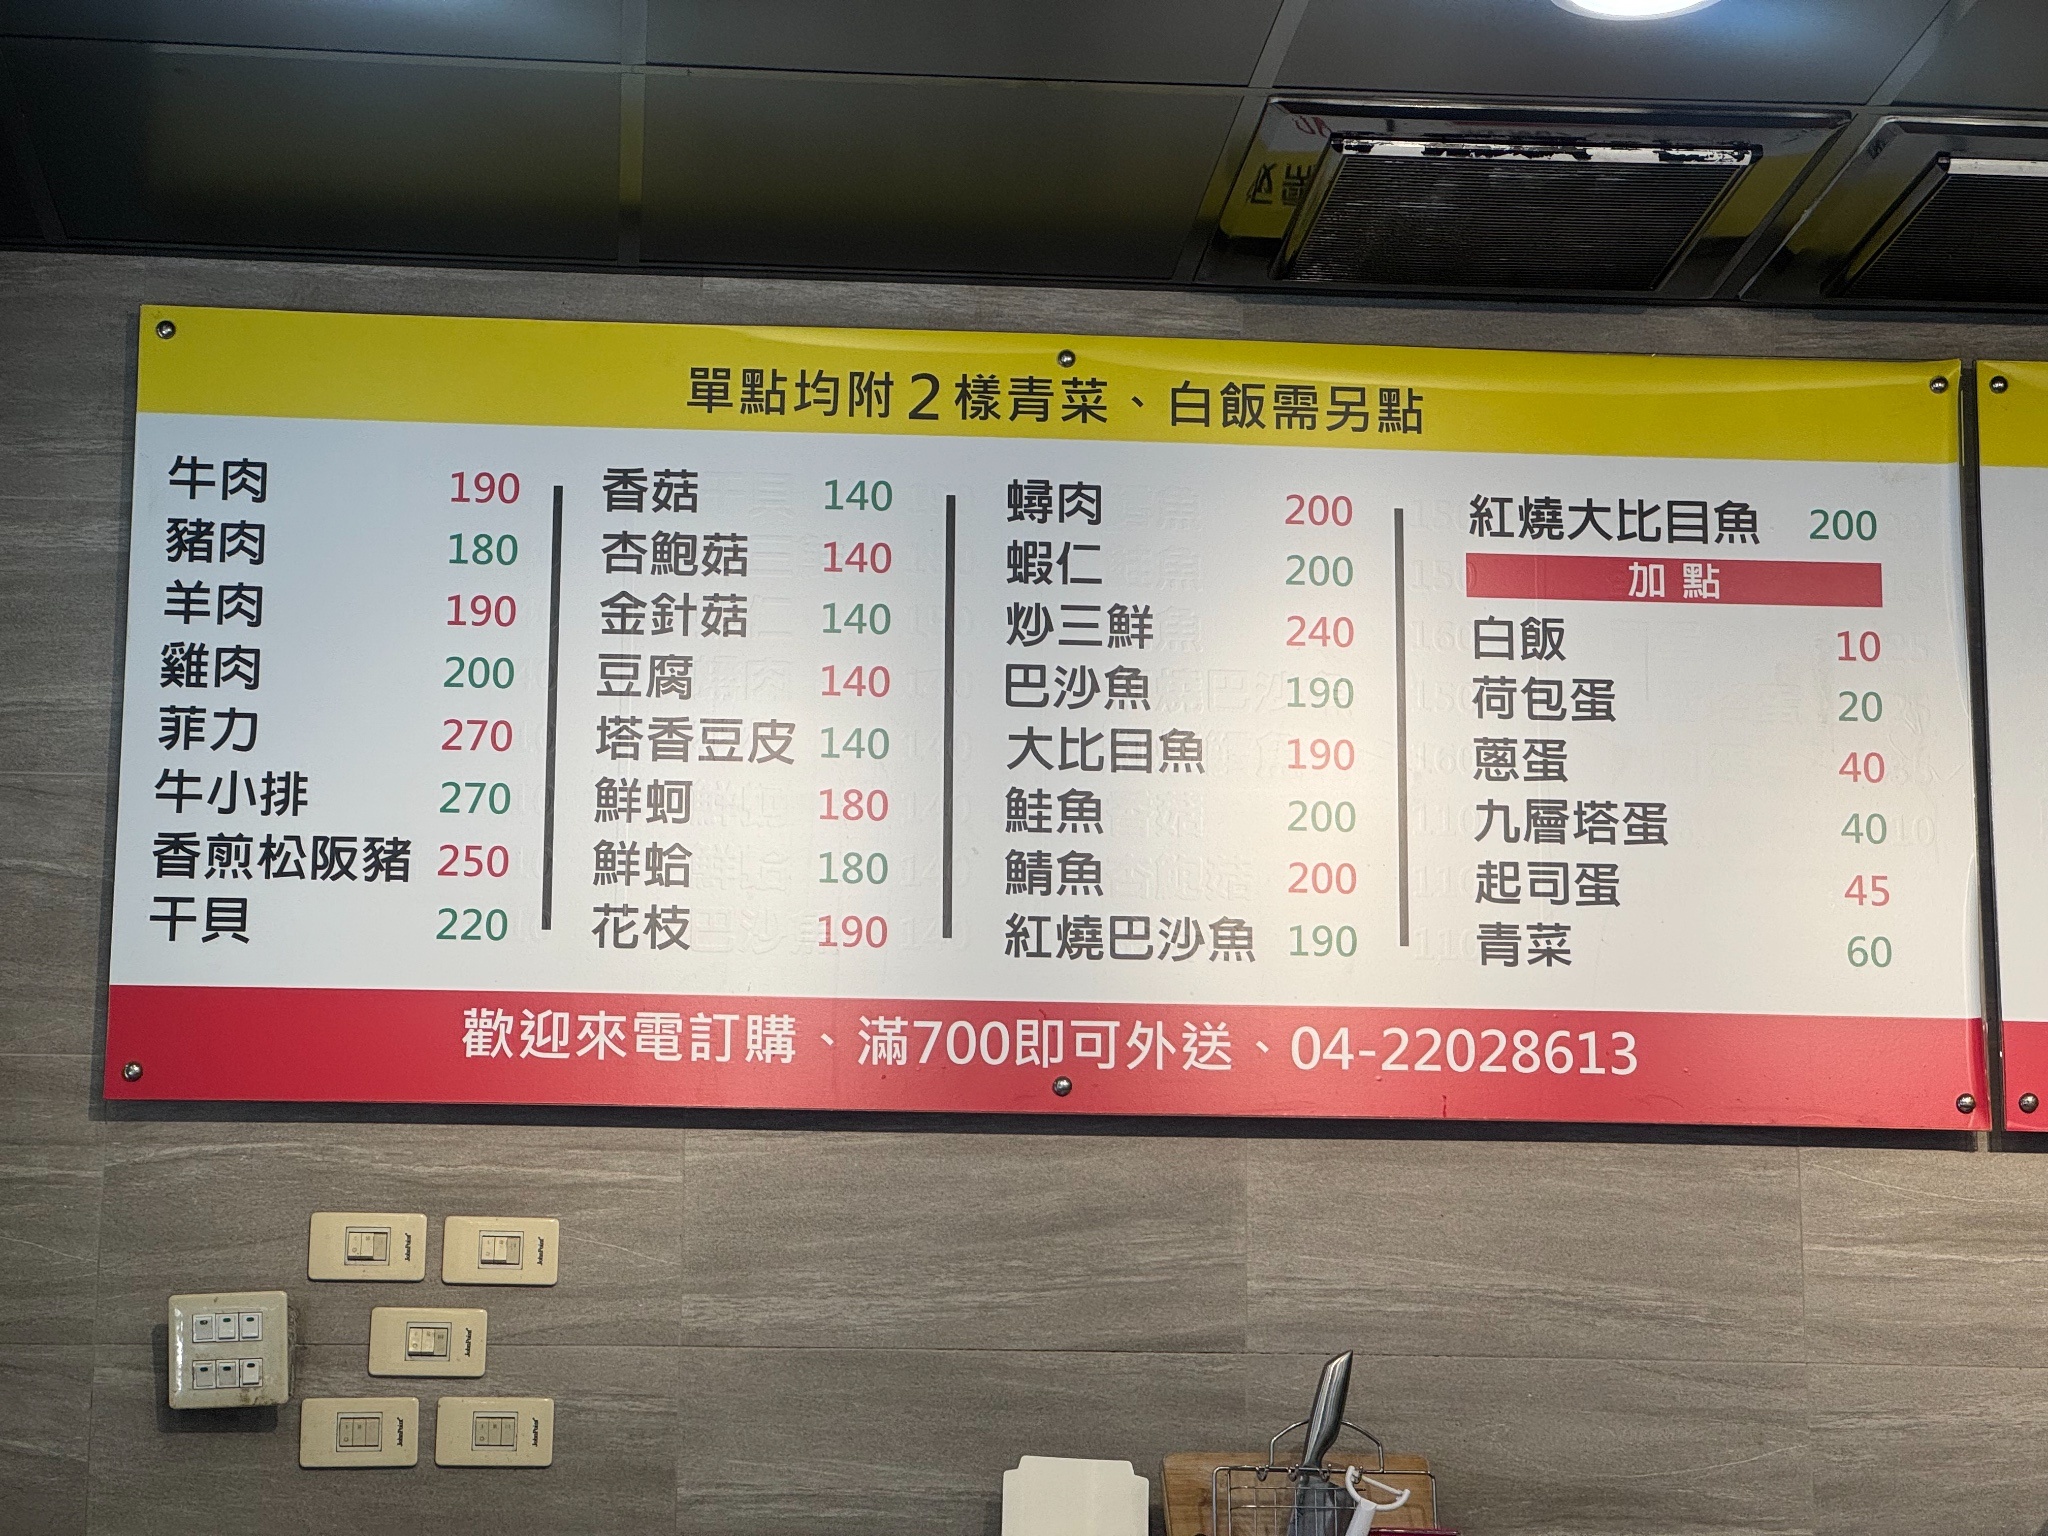 單點均附2樣青菜、白飯需另點
牛肉 190
豬肉 180
羊肉 190
雞肉 200
菲力 270
牛小排 270
香煎松阪豬 250
干貝 220
香菇 140
杏鮑菇 140
金針菇 140
豆腐 140
塔香豆皮 140
鮮蚵 180
鮮蛤 180
花枝 190
蟳肉 200
蝦仁 200
炒三鮮 240
巴沙魚 190
大比目魚 190
鮭魚 200
鯖魚 200
紅燒巴沙魚 190
紅燒大比目魚 200
加點
白飯 10
荷包蛋 20
蔥蛋 40
九層塔蛋 40
起司蛋 45
青菜 60
歡迎來電訂購、滿700即可外送、04-22028613